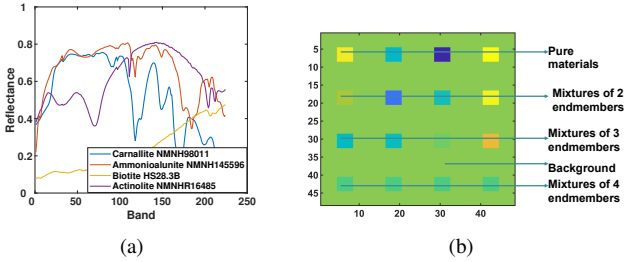 1
0.8
0.6
0.4
0.2
0
Reflectance
Carnallite NMNH98011
Ammonioalunite NMNH145596
Biotite HS28.3B
Actinolite NMNHR16485
0 50 100 150 200 250
Band
(a)
5
10
15
20
25
30
35
40
45
10 20 30 40
Pure
materials
Mixtures of 2
endmembers
Mixtures of 3
endmembers
Background
Mixtures of 4
endmembers
(b)